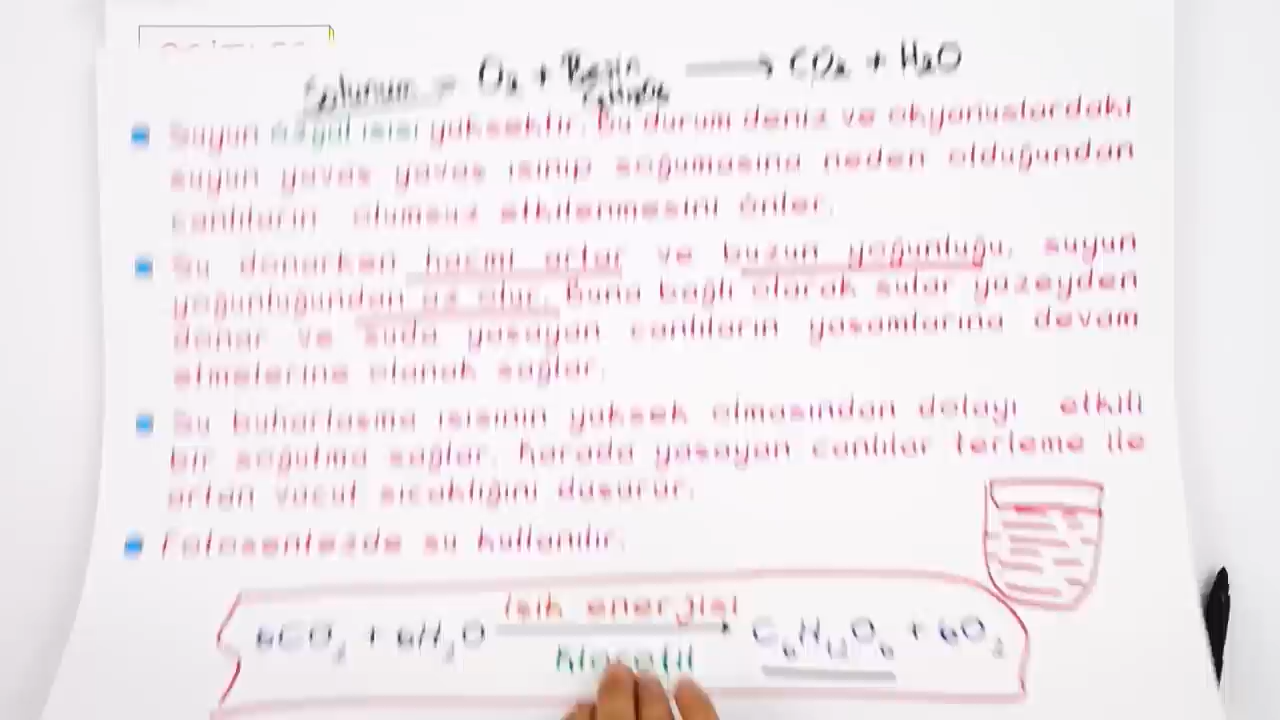 Solunum = O2 + Besin → CO2 + H2O
C6H12O6
Suyun özgül ısısı yüksektir. Bu durum deniz ve okyanuslardaki
suyun yavaş yavaş ısınıp soğumasına neden olduğundan
canlıların olumsuz etkilenmesini önler.
Su donarken hacmi artar ve buzun yoğunluğu, suyun
yoğunluğundan az olur. Buna bağlı olarak sular yüzeyden
donar ve suda yaşayan canlıların yaşamlarına devam
etmelerine olanak sağlar.
Su buharlaşma ısısının yüksek olmasından dolayı etkili
bir soğutma sağlar. Karada yaşayan canlılar terleme ile
artan vücut sıcaklığını düşürür.
Fotosentezde su kullanılır.
Işık enerjisi
6CO2 + 6H2O → C6H12O6 + 6O2
Klorofil